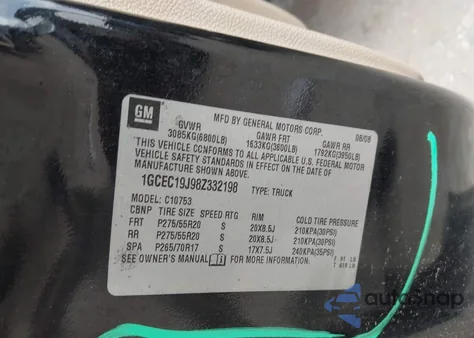 GM
MFD BY GENERAL MOTORS CORP. 06/08
GVWR GAWR FRT GAWR RR
3085KG(6800LB) 1633KG(3600LB) 1792KG(3950LB)
THIS VEHICLE CONFORMS TO ALL APPLICABLE U.S. FEDERAL MOTOR
VEHICLE SAFETY STANDARDS IN EFFECT ON THE DATE OF
MANUFACTURE SHOWN ABOVE.
1GCEC19J98Z332198 TYPE: TRUCK
MODEL: C10753
CBNP TIRE SIZE SPEED RTG RIM COLD TIRE PRESSURE
FRT P275/55R20 S 20X8.5J 210KPA(30PSI)
RR P275/55R20 S 20X8.5J 210KPA(30PSI)
SPA P265/70R17 S 17X7.5J 240KPA(35PSI)
SEE OWNER'S MANUAL FOR MORE INFORMATION.
autosnap